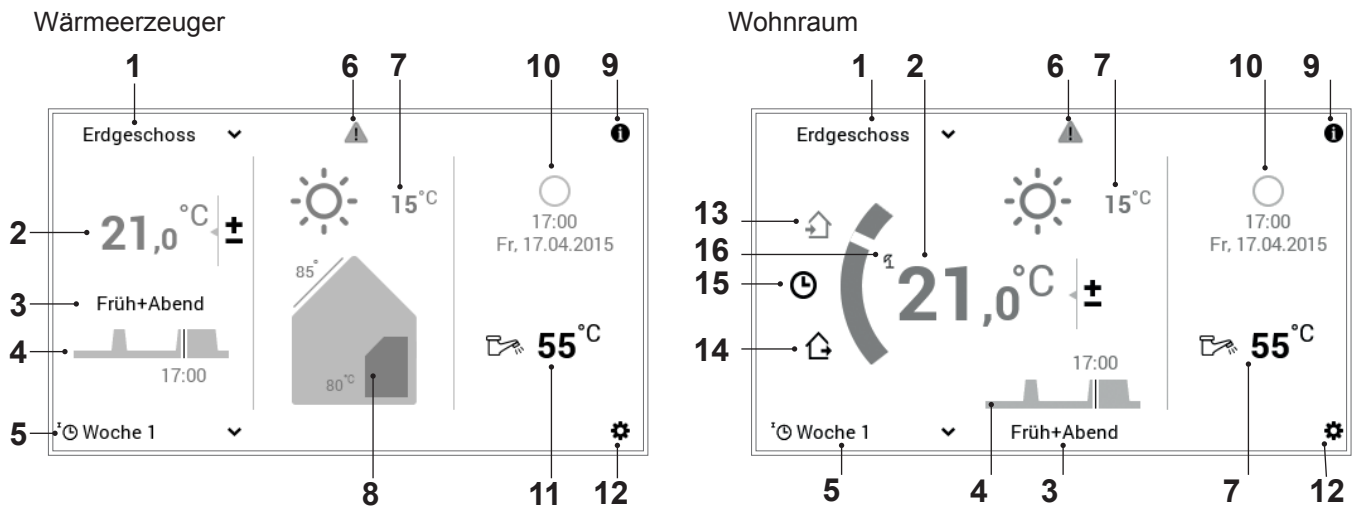 Wärmeerzeuger
1 6 7 10 9
Erdgeschoss
2 21,0 °C ±
15 °C
17:00
Fr, 17.04.2015
85°
3 Früh+Abend
4
17:00
80 °C
55 °C
5 Woche 1
8 11 12
Wohnraum
1 2 6 7 10 9
Erdgeschoss
15 °C
13
17:00
Fr, 17.04.2015
16
15 21,0 °C ±
14
17:00
55 °C
Woche 1 Früh+Abend
5 4 3 7 12